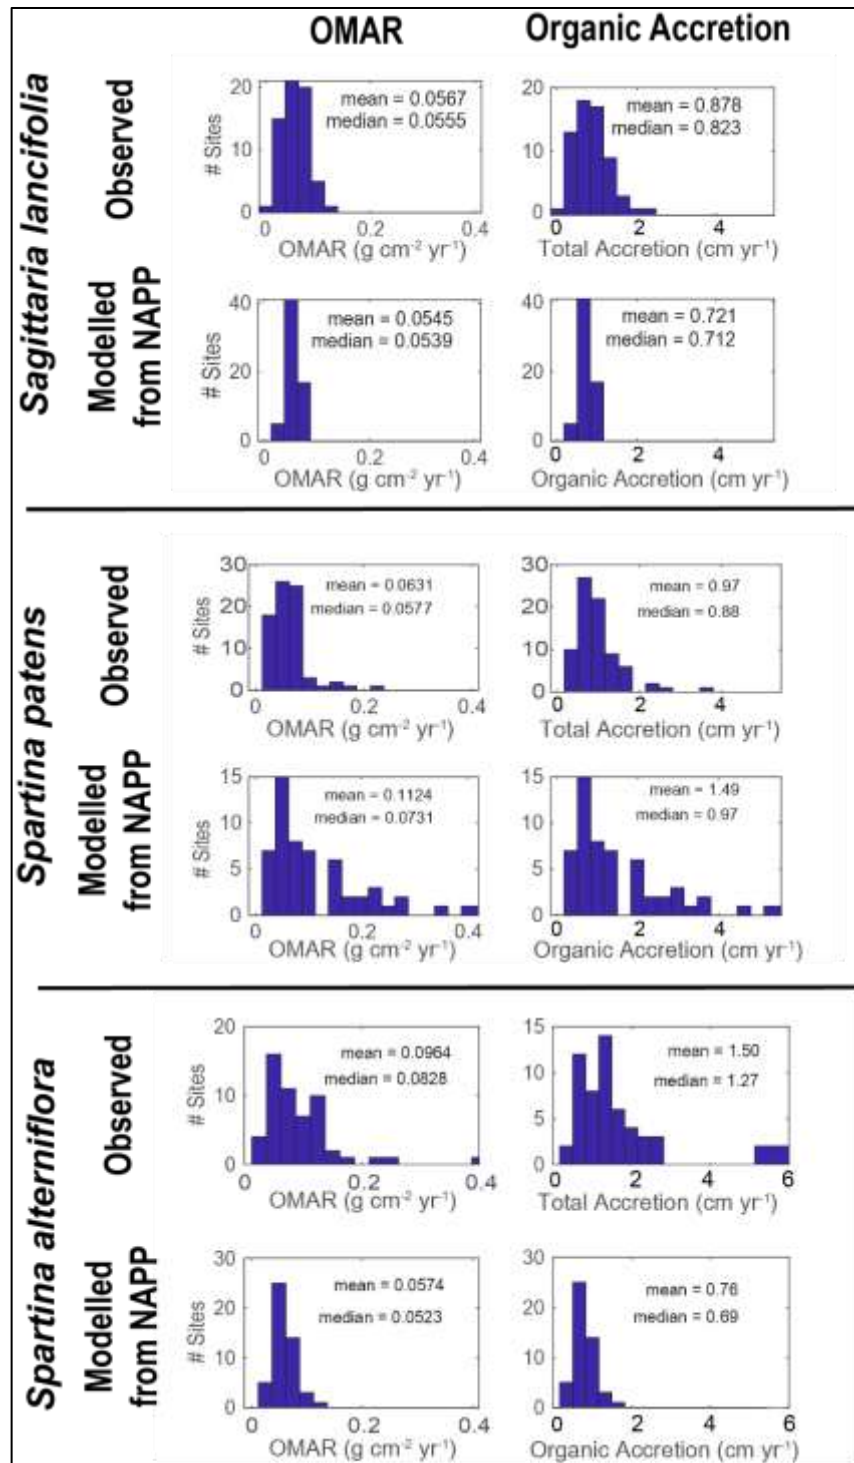 OMAR
Organic Accretion
Sagittaria lancifolia
Observed
# Sites
20
10
0
mean = 0.0567
median = 0.0555
0 0.2 0.4
OMAR (g cm⁻² yr⁻¹)
20
10
0
mean = 0.878
median = 0.823
0 2 4
Total Accretion (cm yr⁻¹)
Modelled
from NAPP
# Sites
40
20
0
mean = 0.0545
median = 0.0539
0 0.2 0.4
OMAR (g cm⁻² yr⁻¹)
40
20
0
mean = 0.721
median = 0.712
0 2 4
Organic Accretion (cm yr⁻¹)
Spartina patens
Observed
# Sites
30
20
10
0
mean = 0.0631
median = 0.0577
0 0.2 0.4
OMAR (g cm⁻² yr⁻¹)
30
20
10
0
mean = 0.97
median = 0.88
0 2 4
Total Accretion (cm yr⁻¹)
Modelled
from NAPP
# Sites
15
10
5
0
mean = 0.1124
median = 0.0731
0 0.2 0.4
OMAR (g cm⁻² yr⁻¹)
15
10
5
0
mean = 1.49
median = 0.97
0 2 4
Organic Accretion (cm yr⁻¹)
Spartina alterniflora
Observed
# Sites
20
10
0
mean = 0.0964
median = 0.0828
0 0.2 0.4
OMAR (g cm⁻² yr⁻¹)
15
10
5
0
mean = 1.50
median = 1.27
0 2 4 6
Total Accretion (cm yr⁻¹)
Modelled
from NAPP
# Sites
30
20
10
0
mean = 0.0574
median = 0.0523
0 0.2 0.4
OMAR (g cm⁻² yr⁻¹)
30
20
10
0
mean = 0.76
median = 0.69
0 2 4 6
Organic Accretion (cm yr⁻¹)